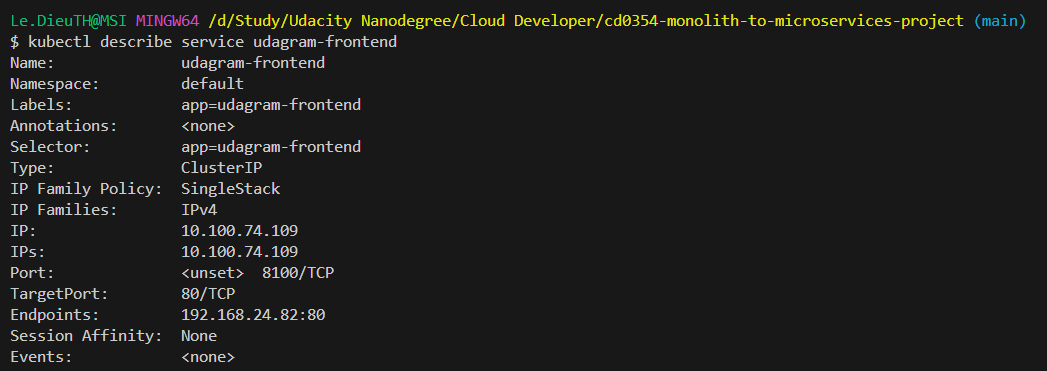 Le.DieuTH@MSI MINGW64 /d/Study/Udacity Nanodegree/Cloud Developer/cd0354-monolith-to-microservices-project (main)
$ kubectl describe service udagram-frontend
Name:              udagram-frontend
Namespace:         default
Labels:            app=udagram-frontend
Annotations:       <none>
Selector:          app=udagram-frontend
Type:              ClusterIP
IP Family Policy:  SingleStack
IP Families:       IPv4
IP:                10.100.74.109
IPs:               10.100.74.109
Port:              <unset>  8100/TCP
TargetPort:        80/TCP
Endpoints:         192.168.24.82:80
Session Affinity:  None
Events:            <none>